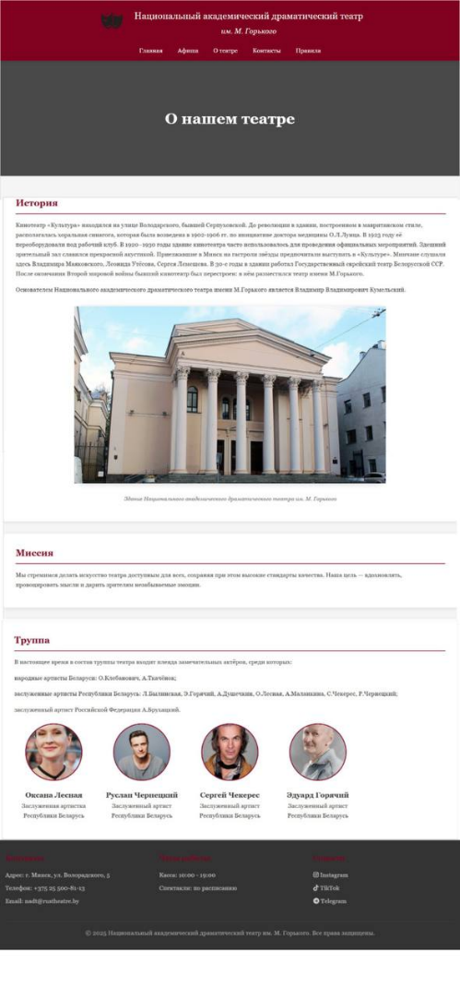 Национальный академический драматический театр
им. М. Горького
Главная Афиша О театре Контакты Правила
О нашем театре
История
Кинотеатр «Культура» находился на улице Володарского, бывшей Серпуховской. До революции в здании, построенном в мавританском стиле,
располагалась хоральная синагога, которая была возведена в 1902-1906 гг. по инициативе доктора медицины О.Л.Лунца. В 1923 году её
переоборудовали под рабочий клуб. В 1920–1930 годы здание кинотеатра часто использовалось для проведения официальных мероприятий. Здешний
зрительный зал славился прекрасной акустикой. Приезжавшие в Минск на гастроли звёзды предпочитали выступать в «Культуре». Минчане слушали
здесь Владимира Маяковского, Леонида Утёсова, Сергея Лемешева. В 30-е годы в здании работал Государственный еврейский театр Белорусской ССР.
После окончания Второй мировой войны бывший кинотеатр был перестроен: в нём разместился театр имени М.Горького.
Основателем Национального академического драматического театра имени М.Горького является Владимир Владимирович Кумельский.
Здание Национального академического драматического театра им. М. Горького
Миссия
Мы стремимся делать искусство театра доступным для всех, сохраняя при этом высокие стандарты качества. Наша цель — вдохновлять,
провоцировать мысли и дарить зрителям незабываемые эмоции.
Труппа
В настоящее время в состав труппы театра входит плеяда замечательных актёров, среди которых:
народные артисты Беларуси: О.Клебанович, А.Ткачёнок;
заслуженные артисты Республики Беларусь: Л.Былинская, Э.Горячий, А.Душечкин, О.Лесная, А.Маланкина, С.Чекерес, Р.Чернецкий;
заслуженный артист Российской Федерации А.Брухацкий.
Оксана Лесная Руслан Чернецкий Сергей Чекерес Эдуард Горячий
Заслуженная артистка Заслуженный артист Заслуженный артист Заслуженный артист
Республики Беларусь Республики Беларусь Республики Беларусь Республики Беларусь
Адрес: г. Минск, ул. Володарского, 5 Касса: 10:00 - 19:00 Instagram
Телефон: +375 25 500-81-13 Спектакли: по расписанию TikTok
Email: nadt@rustheatre.by Telegram
© 2025 Национальный академический драматический театр им. М. Горького. Все права защищены.